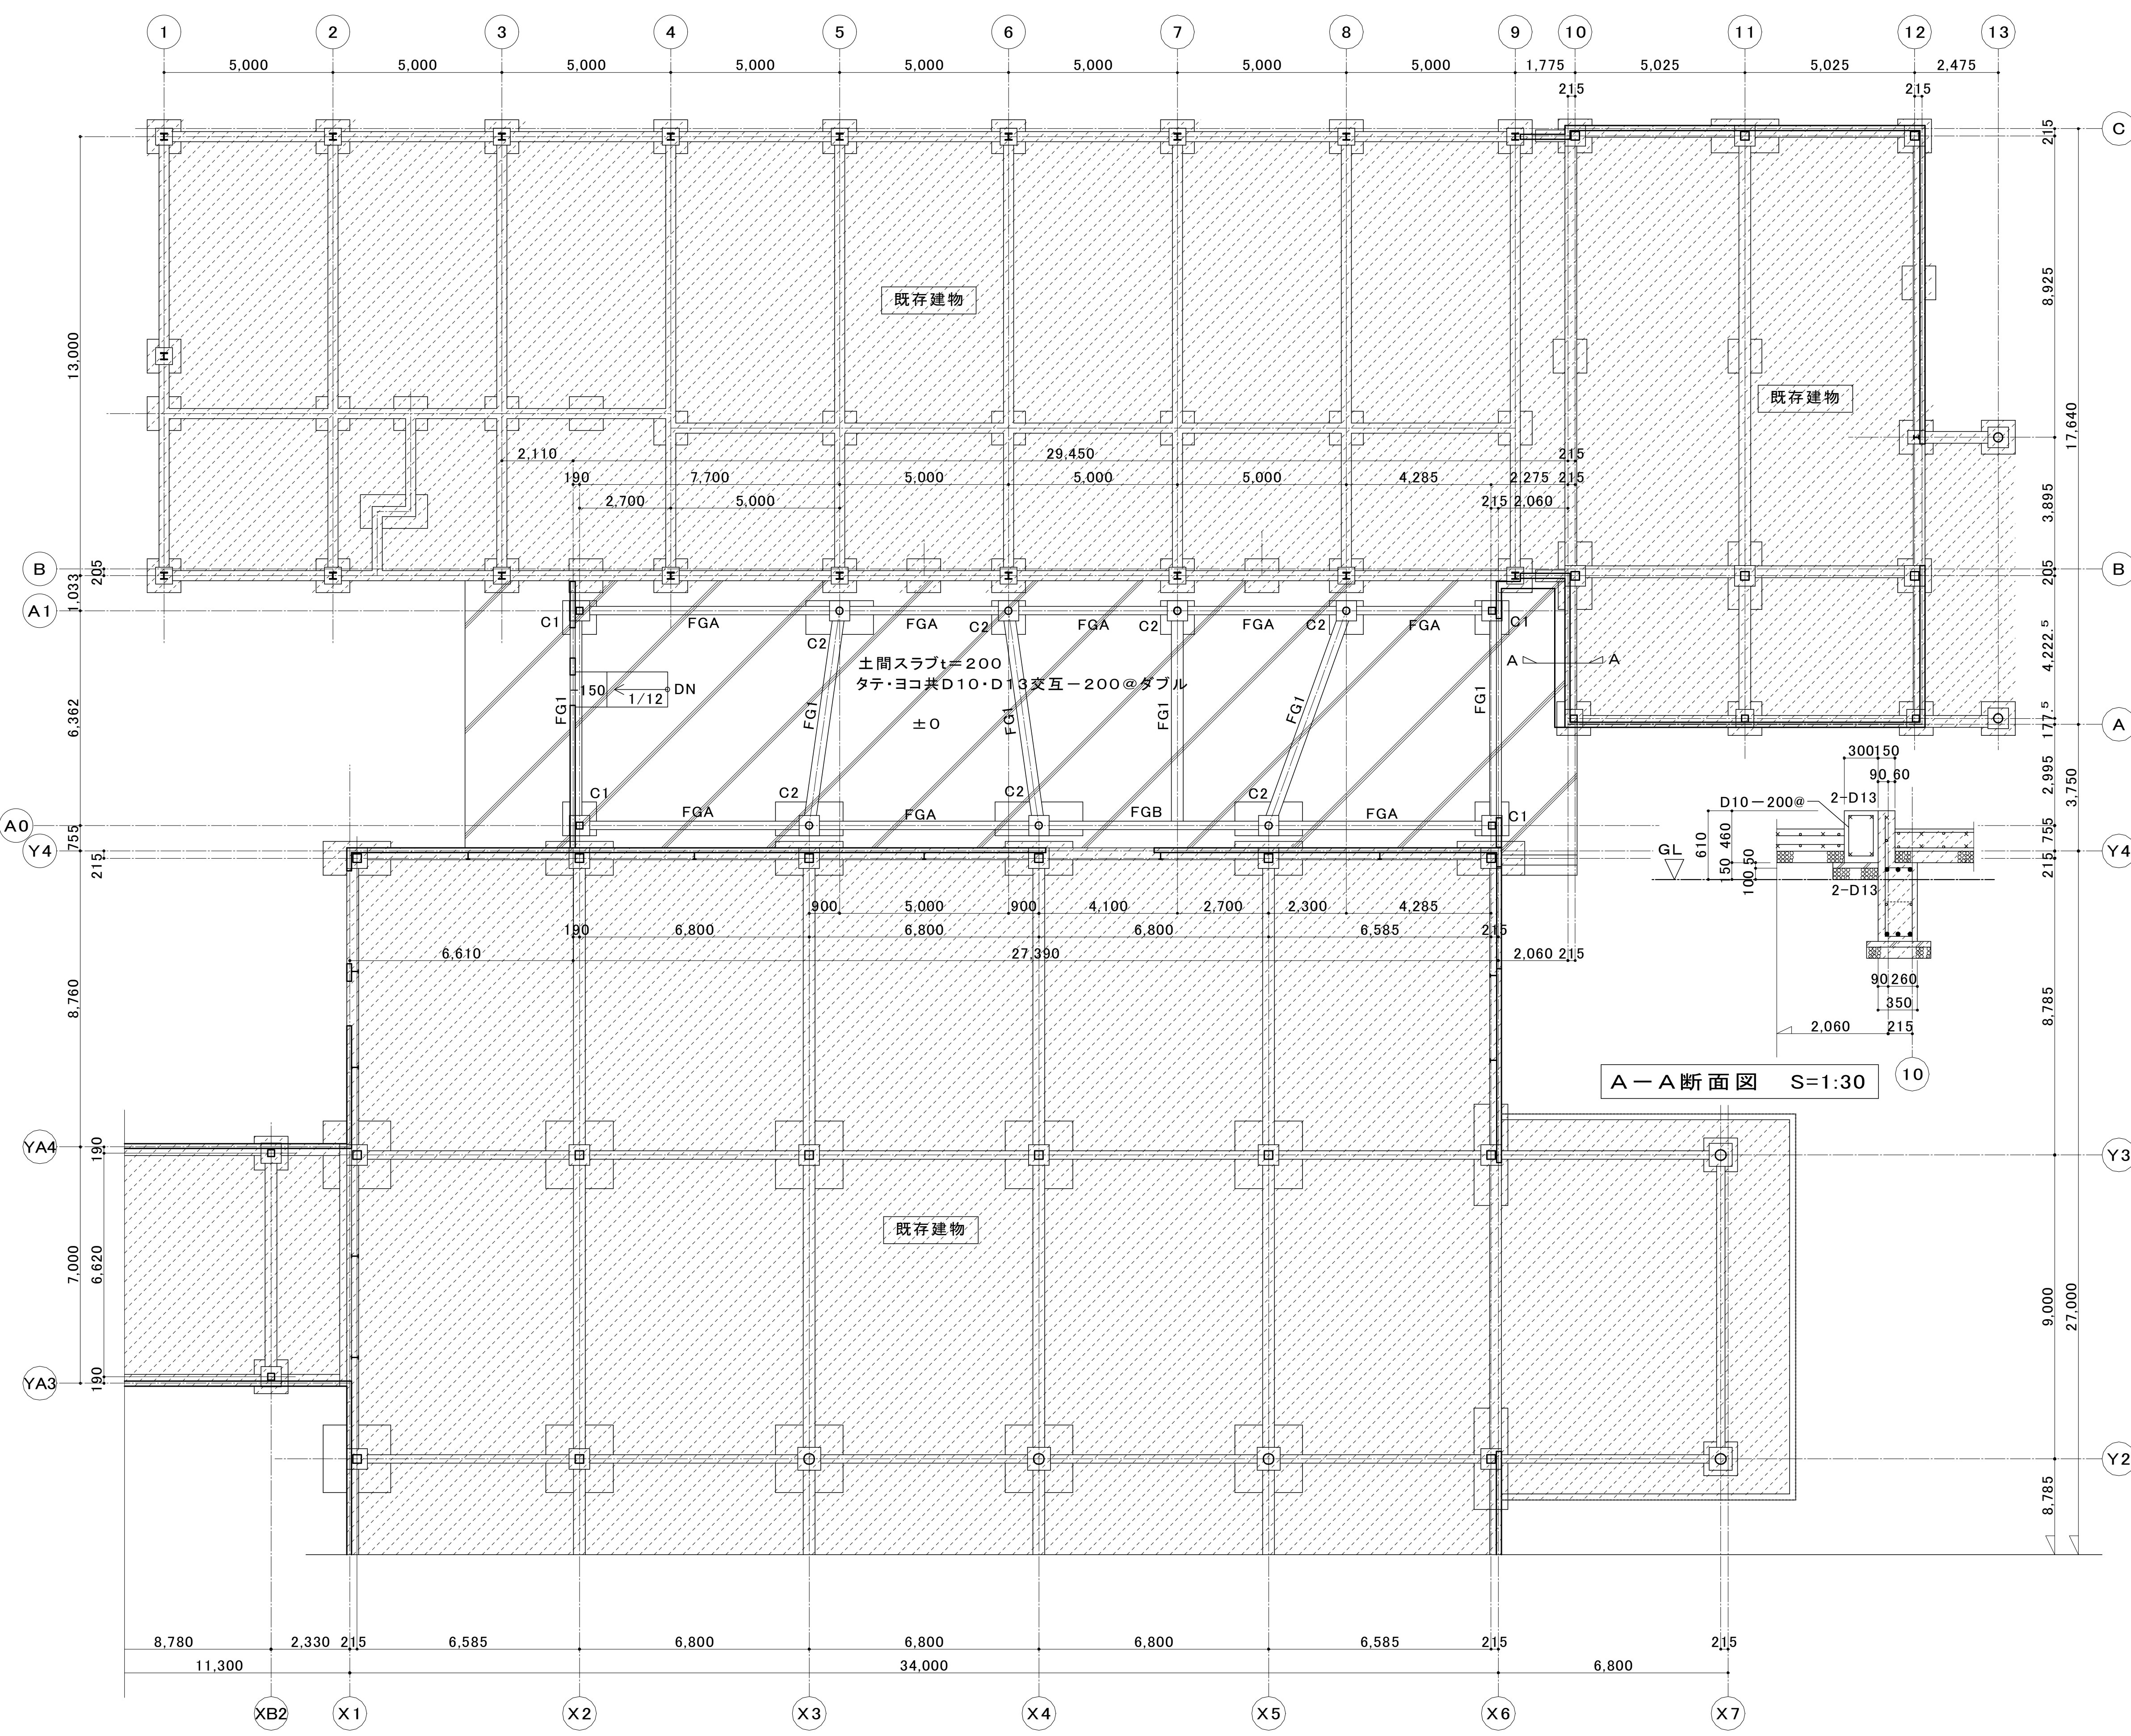 1 2 3 4 5 6 7 8 9 10 11 12 13
5,000 5,000 5,000 5,000 5,000 5,000 5,000 5,000 1,775 5,025 5,025 2,475
215 215
C
215
既存建物
8,925
13,000
既存建物
17,640
2,110 29,450 215
190 7,700 5,000 5,000 5,000 4,285 2,275 215
2,700 5,000 215 2,060
3,895
B 205 205 B
1,033
A1
C1 FGA C2 FGA C2 FGA C2 FGA C2 FGA C1
4,222.5
土間スラブt=200
A A
タテ・ヨコ共D10・D13交互-200@ダブル
-150 DN
1/12
6,362
FG1 FG1 FG1 FG1 FG1 FG1
±0
177.5 A
300 150
2,995
3,750
90 60
C1 C2 C2 C2 C1
D10-200@ 2-D13
FGA FGA FGB FGA
A0
755 755
610 460
GL
Y4 Y4
215 215
150 50
100
2-D13
900 5,000 900 4,100 2,700 2,300 4,285
190 6,800 6,800 6,800 6,585 215
6,610 27,390 2,060 215
90 260
350
8,760 8,785
2,060 215
A-A断面図 S=1:30
10
YA4 190 Y3
既存建物
7,000 6,620
9,000 27,000
YA3 190
Y2
8,785
8,780 2,330 215 6,585 6,800 6,800 6,800 6,585 215 215
11,300 34,000 6,800
XB2 X1 X2 X3 X4 X5 X6 X7